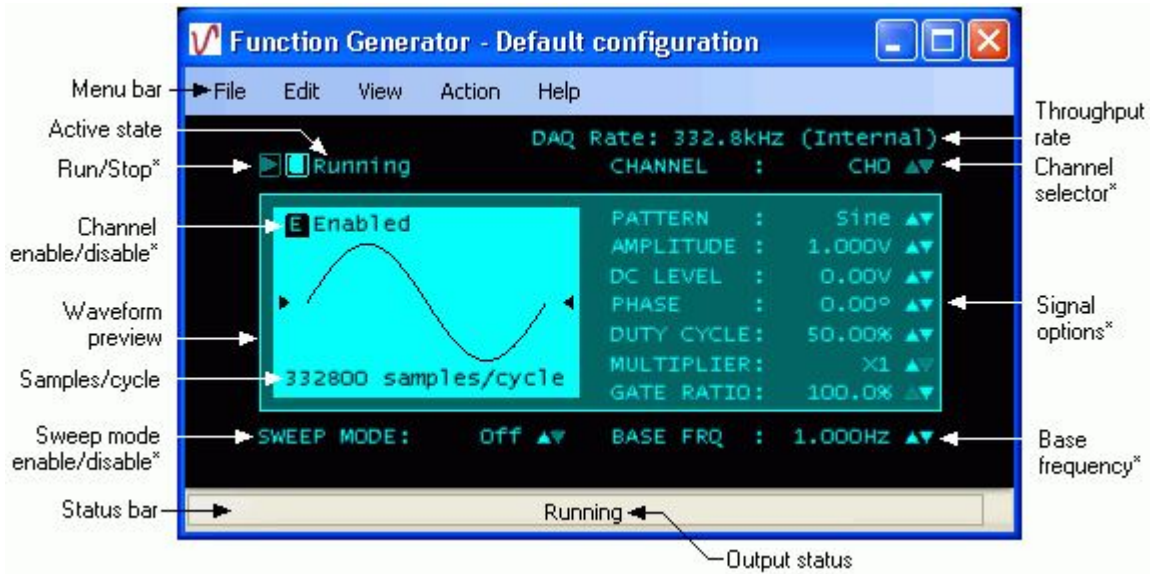 Function Generator - Default configuration
Menu bar
File Edit View Action Help
Active state
DAQ Rate: 332.8kHz (Internal)
Throughput rate
Run/Stop*
Running
CHANNEL : CH0
Channel selector*
Channel enable/disable*
E Enabled
PATTERN : Sine
AMPLITUDE : 1.000V
DC LEVEL : 0.00V
PHASE : 0.00°
DUTY CYCLE: 50.00%
MULTIPLIER: X1
GATE RATIO: 100.0%
Signal options*
Waveform preview
Samples/cycle
332800 samples/cycle
Sweep mode enable/disable*
SWEEP MODE: Off
BASE FRQ : 1.000Hz
Base frequency*
Status bar
Running
Output status